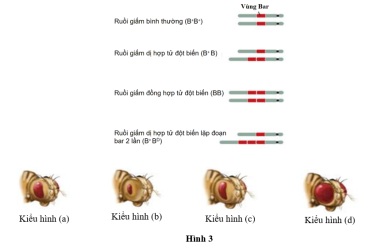 Vùng Bar
Ruồi giấm bình thường (B⁺B⁺)
Ruồi giấm dị hợp tử đột biến (B⁺ B)
Ruồi giấm đồng hợp tử đột biến (BB)
Ruồi giấm dị hợp tử đột biến lặp đoạn
bar 2 lần (B⁺ Bᴰ)
Kiểu hình (a) Kiểu hình (b) Kiểu hình (c) Kiểu hình (d)
Hình 3